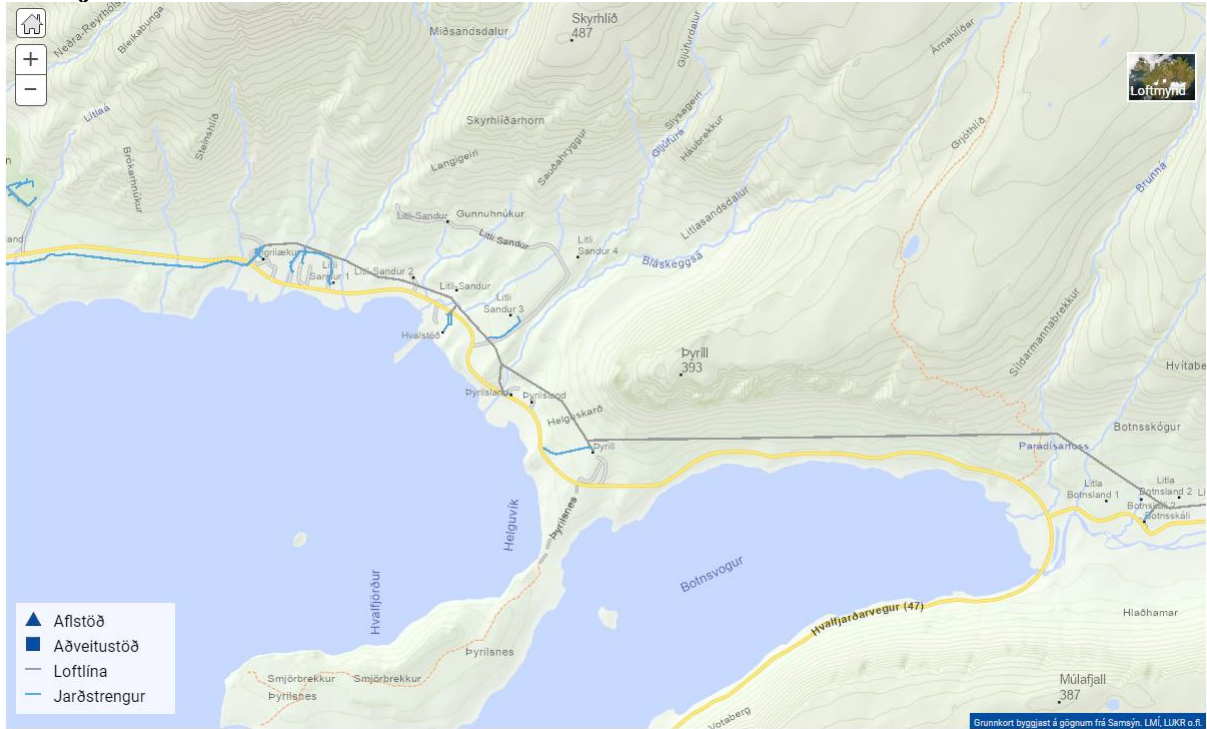 Skyrhlíð
487
Miðsandsdalur
Gljúfurdalur
Árnahlíðar
Neðra-Reyrhóls
Bleikabunga
+
−
Loftmynd
Litlaá
Steinshlíð
Skyrhlíðarhorn
Slysagein
Gljúfura
Háubrekkur
Grjóthlíð
Brókarhnúkur
Langigeiri
Sauðahryggur
Brunná
Litlasandsdalur
Litli-Sandur
Gunnuhnúkur
Litli Sandur
Litli
Sandur 4
Bláskeggsá
Litli
Sandur 1
Litli-Sandur 2
Litli-Sandur
Litli
Sandur 3
Hvalstöð
Síldarmannabrekkur
Þyrill
393
Hvítabe
Þyrilsland
Þyrilsland
Helguskarð
Þyrill
Botnsskógur
Paradísarfoss
Litla
Botnsland 1
Litla
Botnsland 2
Botnsskáli 2
Botnsskáli
Helguvík
Þyrilsnes
Botnsvogur
Hvalfjörður
Hvalfjarðarvegur (47)
Hlaðhamar
Þyrilsnes
Smjörbrekkur
Smjörbrekkur
Þyrilsnes
Múlafjall
387
Votaberg
Aflstöð
Aðveitustöð
Loftlína
Jarðstrengur
Grunnkort byggjast á gögnum frá Samsýn, LMÍ, LUKR o.fl.